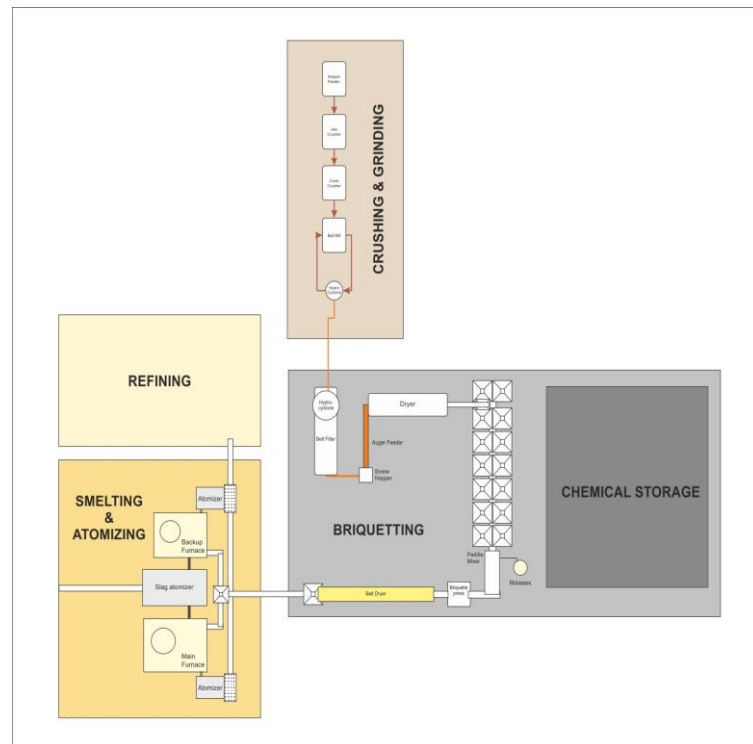 Hopper
Feeder
Jaw
Crusher
Cone
Crusher
Ball Mill
Hydro
Cyclone
CRUSHING & GRINDING
REFINING
SMELTING
&
ATOMIZING
Atomizer
Backup
Furnace
Slag atomizer
Main
Furnace
Atomizer
Hydro-
cyclone
Belt Filter
Dryer
Auger Feeder
Screw
Hopper
BRIQUETTING
CHEMICAL STORAGE
Paddle
Mixer
Molasses
Briquette
press
Belt Dryer